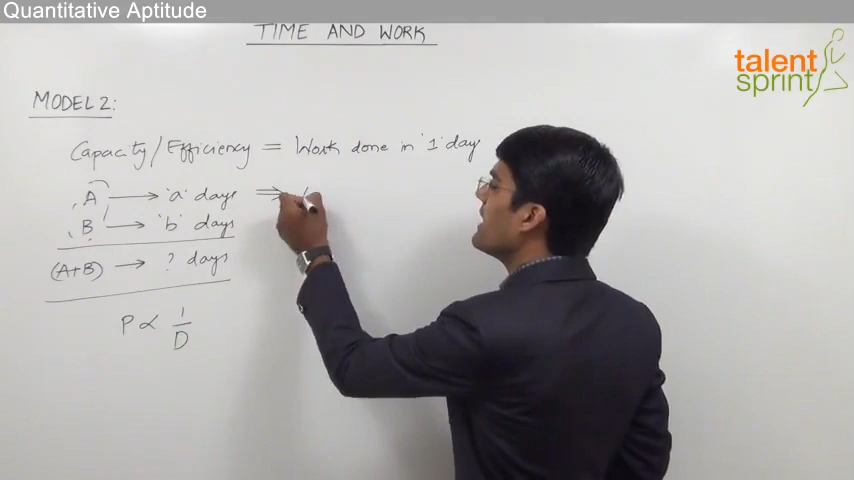 Quantitative Aptitude
TIME AND WORK
talent
sprint
MODEL 2:
Capacity/Efficiency = Work done in '1' day
A → 'a' days ⇒
B → 'b' days
(A+B) → ? days
P ∝ 1/D